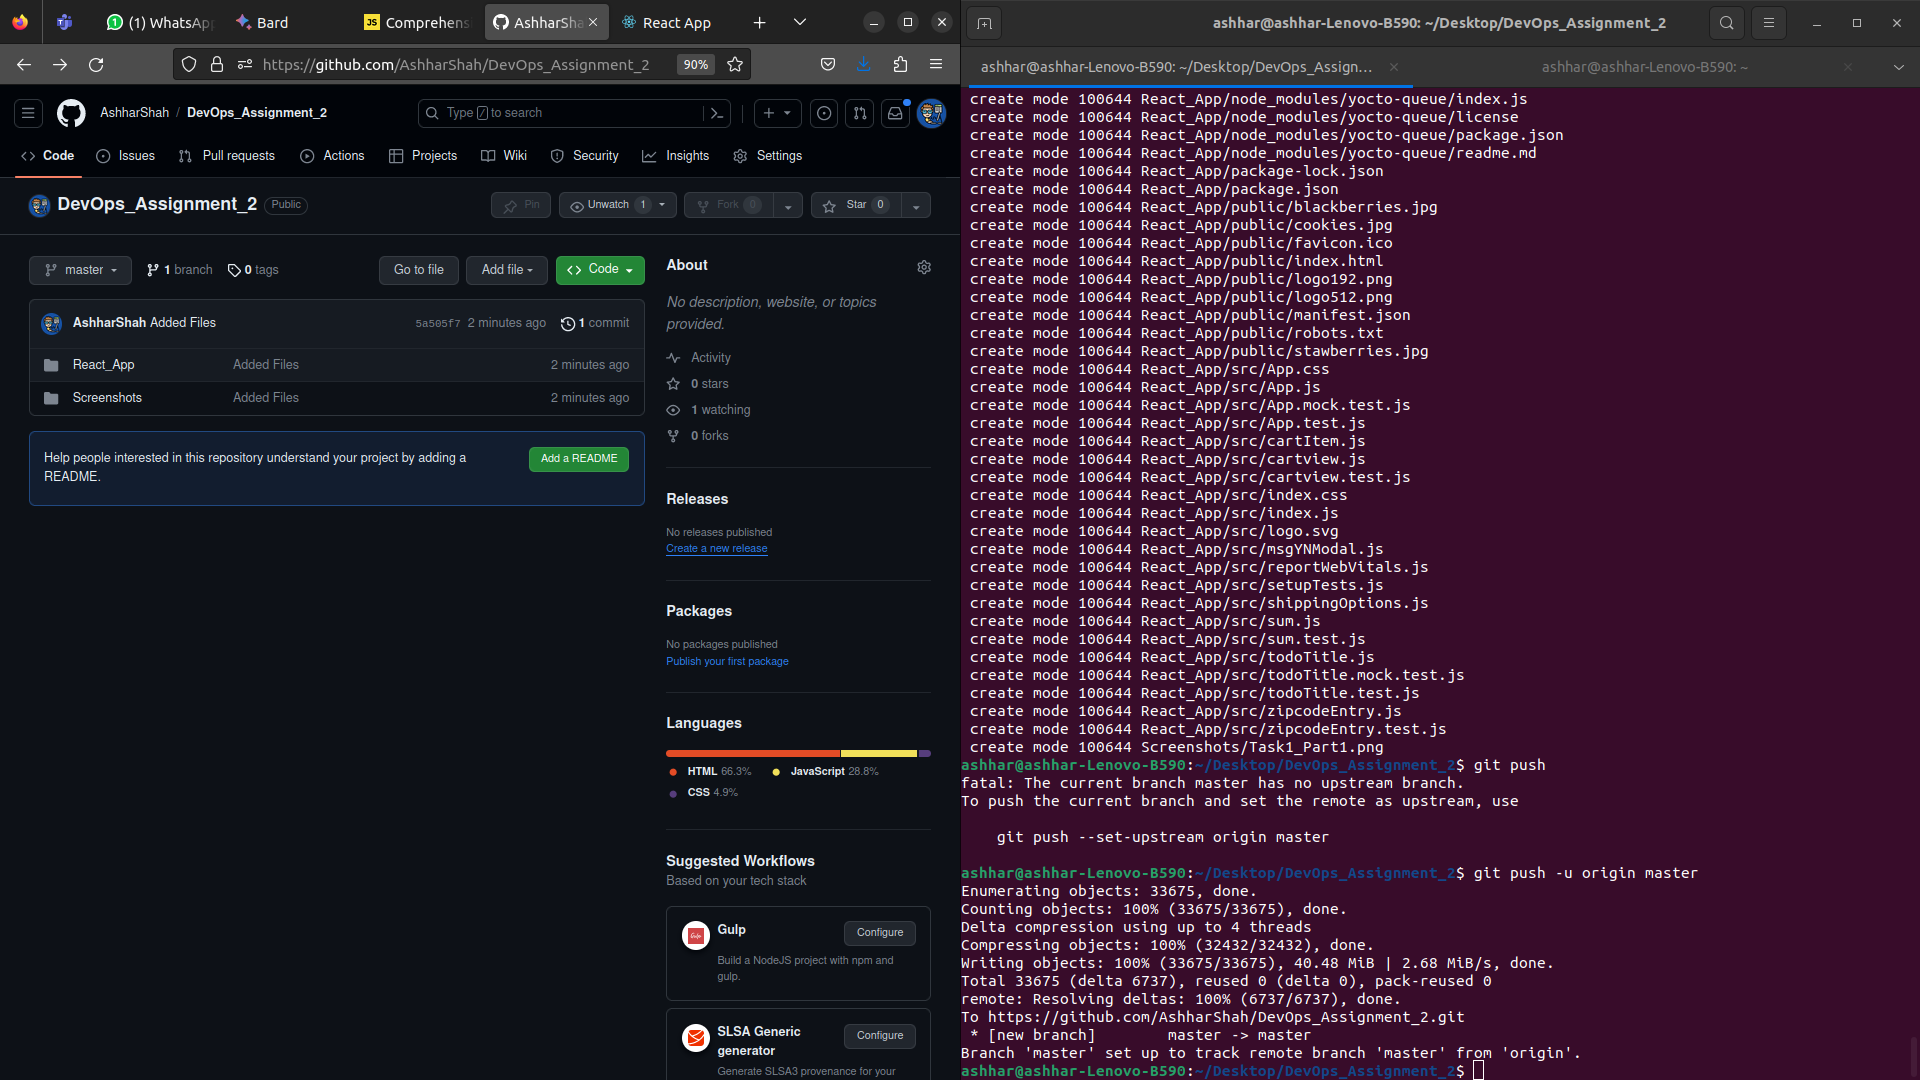 (1) WhatsApp
Bard
Comprehens
AshharSha
React App
https://github.com/AshharShah/DevOps_Assignment_2
90%
AshharShah / DevOps_Assignment_2
Type / to search
Code
Issues
Pull requests
Actions
Projects
Wiki
Security
Insights
Settings
DevOps_Assignment_2 Public
Pin
Unwatch 1
Fork 0
Star 0
master
1 branch
0 tags
Go to file
Add file
Code
AshharShah Added Files 5a505f7 2 minutes ago 1 commit
React_App Added Files 2 minutes ago
Screenshots Added Files 2 minutes ago
Help people interested in this repository understand your project by adding a
README.
Add a README
About
No description, website, or topics
provided.
Activity
0 stars
1 watching
0 forks
Releases
No releases published
Create a new release
Packages
No packages published
Publish your first package
Languages
HTML 66.3% JavaScript 28.8%
CSS 4.9%
Suggested Workflows
Based on your tech stack
Gulp
Configure
Build a NodeJS project with npm and
gulp.
SLSA Generic
generator
Configure
Generate SLSA3 provenance for your
ashhar@ashhar-Lenovo-B590: ~/Desktop/DevOps_Assignment_2
ashhar@ashhar-Lenovo-B590: ~/Desktop/DevOps_Assign...
ashhar@ashhar-Lenovo-B590: ~
create mode 100644 React_App/node_modules/yocto-queue/index.js
create mode 100644 React_App/node_modules/yocto-queue/license
create mode 100644 React_App/node_modules/yocto-queue/package.json
create mode 100644 React_App/node_modules/yocto-queue/readme.md
create mode 100644 React_App/package-lock.json
create mode 100644 React_App/package.json
create mode 100644 React_App/public/blackberries.jpg
create mode 100644 React_App/public/cookies.jpg
create mode 100644 React_App/public/favicon.ico
create mode 100644 React_App/public/index.html
create mode 100644 React_App/public/logo192.png
create mode 100644 React_App/public/logo512.png
create mode 100644 React_App/public/manifest.json
create mode 100644 React_App/public/robots.txt
create mode 100644 React_App/public/stawberries.jpg
create mode 100644 React_App/src/App.css
create mode 100644 React_App/src/App.js
create mode 100644 React_App/src/App.mock.test.js
create mode 100644 React_App/src/App.test.js
create mode 100644 React_App/src/cartItem.js
create mode 100644 React_App/src/cartview.js
create mode 100644 React_App/src/cartview.test.js
create mode 100644 React_App/src/index.css
create mode 100644 React_App/src/index.js
create mode 100644 React_App/src/logo.svg
create mode 100644 React_App/src/msgYNModal.js
create mode 100644 React_App/src/reportWebVitals.js
create mode 100644 React_App/src/setupTests.js
create mode 100644 React_App/src/shippingOptions.js
create mode 100644 React_App/src/sum.js
create mode 100644 React_App/src/sum.test.js
create mode 100644 React_App/src/todoTitle.js
create mode 100644 React_App/src/todoTitle.mock.test.js
create mode 100644 React_App/src/todoTitle.test.js
create mode 100644 React_App/src/zipcodeEntry.js
create mode 100644 React_App/src/zipcodeEntry.test.js
create mode 100644 Screenshots/Task1_Part1.png
ashhar@ashhar-Lenovo-B590:~/Desktop/DevOps_Assignment_2$ git push
fatal: The current branch master has no upstream branch.
To push the current branch and set the remote as upstream, use
git push --set-upstream origin master
ashhar@ashhar-Lenovo-B590:~/Desktop/DevOps_Assignment_2$ git push -u origin master
Enumerating objects: 33675, done.
Counting objects: 100% (33675/33675), done.
Delta compression using up to 4 threads
Compressing objects: 100% (32432/32432), done.
Writing objects: 100% (33675/33675), 40.48 MiB | 2.68 MiB/s, done.
Total 33675 (delta 6737), reused 0 (delta 0), pack-reused 0
remote: Resolving deltas: 100% (6737/6737), done.
To https://github.com/AshharShah/DevOps_Assignment_2.git
* [new branch] master -> master
Branch 'master' set up to track remote branch 'master' from 'origin'.
ashhar@ashhar-Lenovo-B590:~/Desktop/DevOps_Assignment_2$